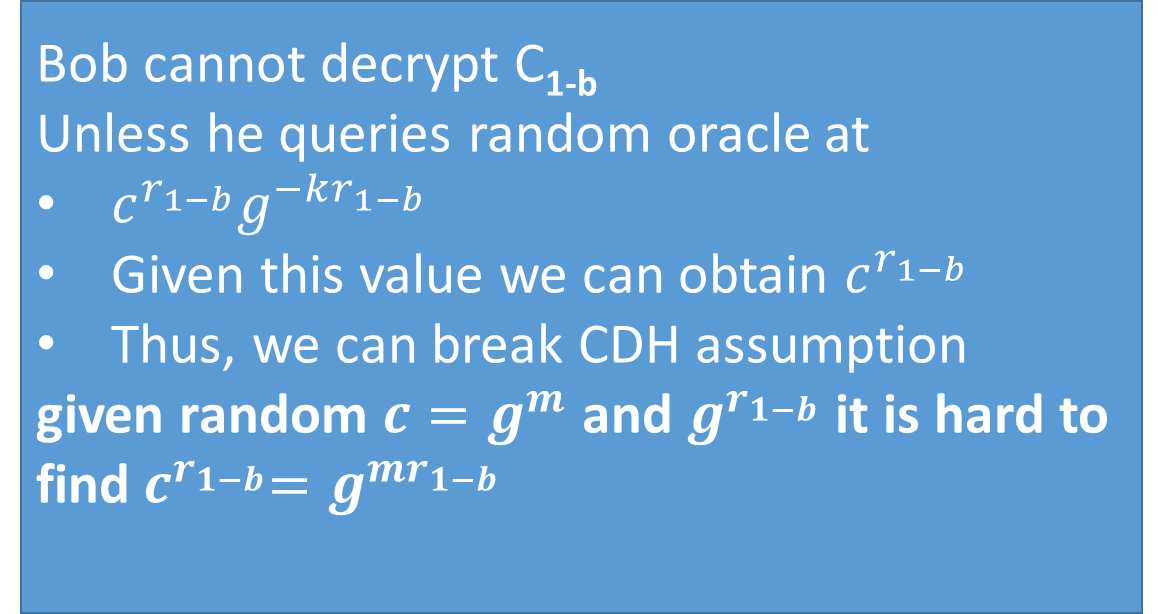 Bob cannot decrypt C₁₋b
Unless he queries random oracle at
• $c^{r_{1-b}} g^{-kr_{1-b}}$
• Given this value we can obtain $c^{r_{1-b}}$
• Thus, we can break CDH assumption
given random $c = g^m$ and $g^{r_{1-b}}$ it is hard to
find $c^{r_{1-b}} = g^{mr_{1-b}}$